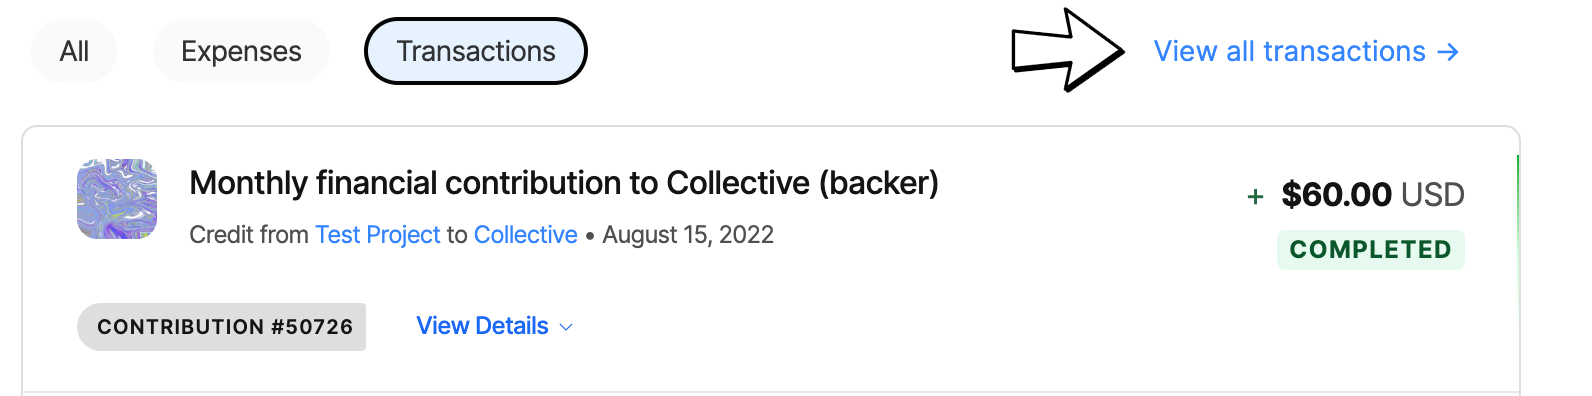 All Expenses Transactions View all transactions →
Monthly financial contribution to Collective (backer)
+ $60.00 USD
Credit from Test Project to Collective • August 15, 2022
COMPLETED
CONTRIBUTION #50726 View Details